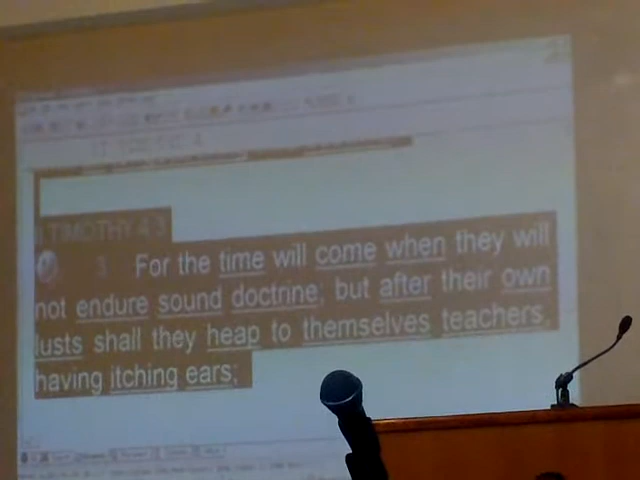 TIMOTHY 4 3
3 For the time will come when they will
not endure sound doctrine; but after their own
lusts shall they heap to themselves teachers,
having itching ears;